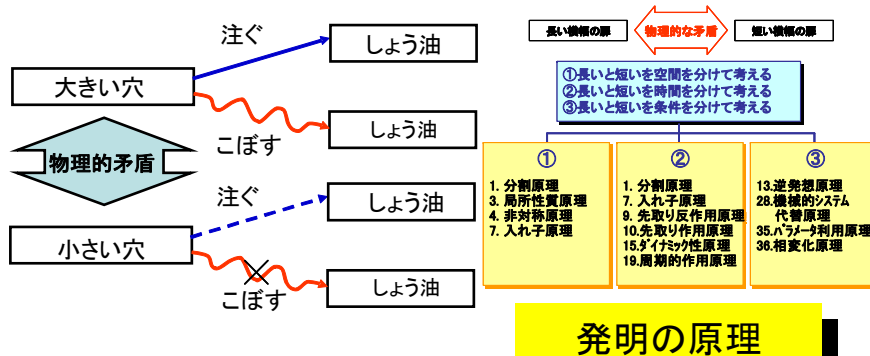 注ぐ
しょう油
大きい穴
こぼす
しょう油
物理的矛盾
注ぐ
しょう油
小さい穴
こぼす
しょう油
長い横幅の扉
物理的な矛盾
短い横幅の扉
①長いと短いを空間を分けて考える
②長いと短いを時間を分けて考える
③長いと短いを条件を分けて考える
①
1. 分割原理
3. 局所性質原理
4. 非対称原理
7. 入れ子原理
②
1. 分割原理
7. 入れ子原理
9. 先取り反作用原理
10.先取り作用原理
15.ダイナミック性原理
19.周期的作用原理
③
13.逆発想原理
28.機械的システム
代替原理
35.パラメータ利用原理
36.相変化原理
発明の原理